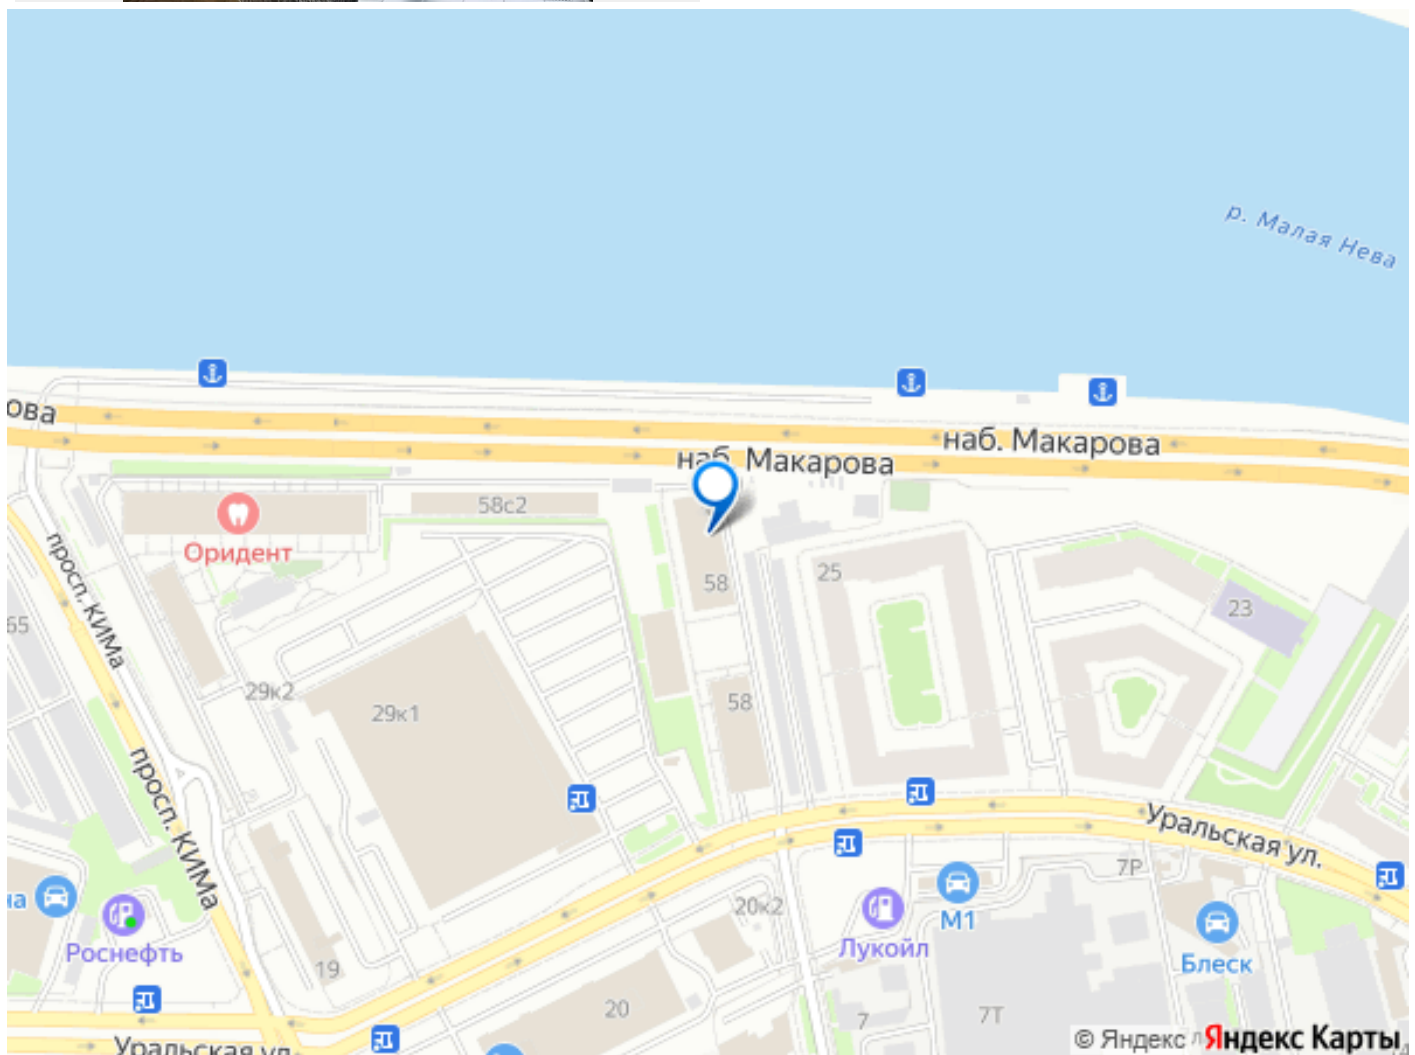 р. Малая Нева
ова
наб. Макарова
наб. Макарова
58с2
Оридент
просп. КИМа
58
25
23
65
29к2
29к1
58
просп. КИМа
Уральская ул.
7Р
на
20к2
М1
Роснефть
Лукойл
Блеск
19
20
7
7Т
Уральская ул.
© Яндекс
Яндекс Карты